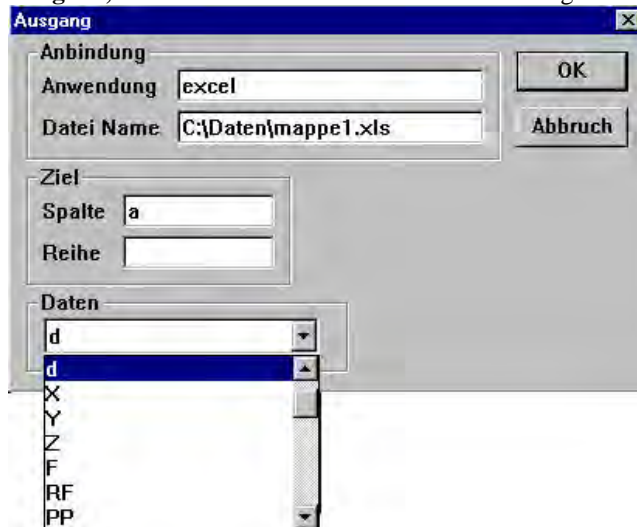 Ausgang
Anbindung
Anwendung excel
Datei Name C:\Daten\mappe1.xls
OK
Abbruch
Ziel
Spalte a
Reihe
Daten
d
d
X
Y
Z
F
RF
PP